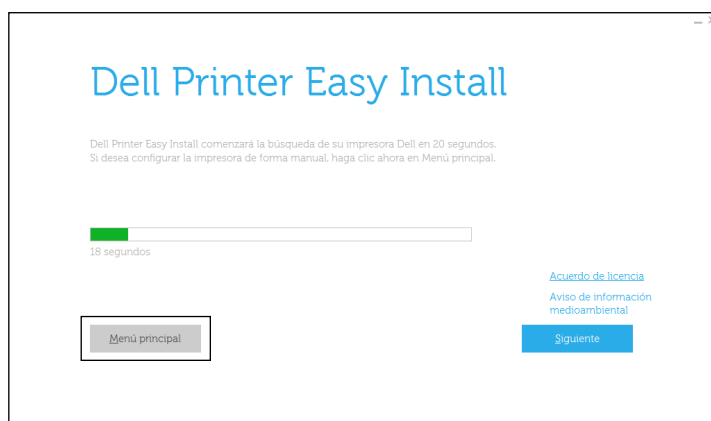 Dell Printer Easy Install
Dell Printer Easy Install comenzará la búsqueda de su impresora Dell en 20 segundos.
Si desea configurar la impresora de forma manual, haga clic ahora en Menú principal.
18 segundos
Acuerdo de licencia
Aviso de información
medioambiental
Menú principal
Siguiente